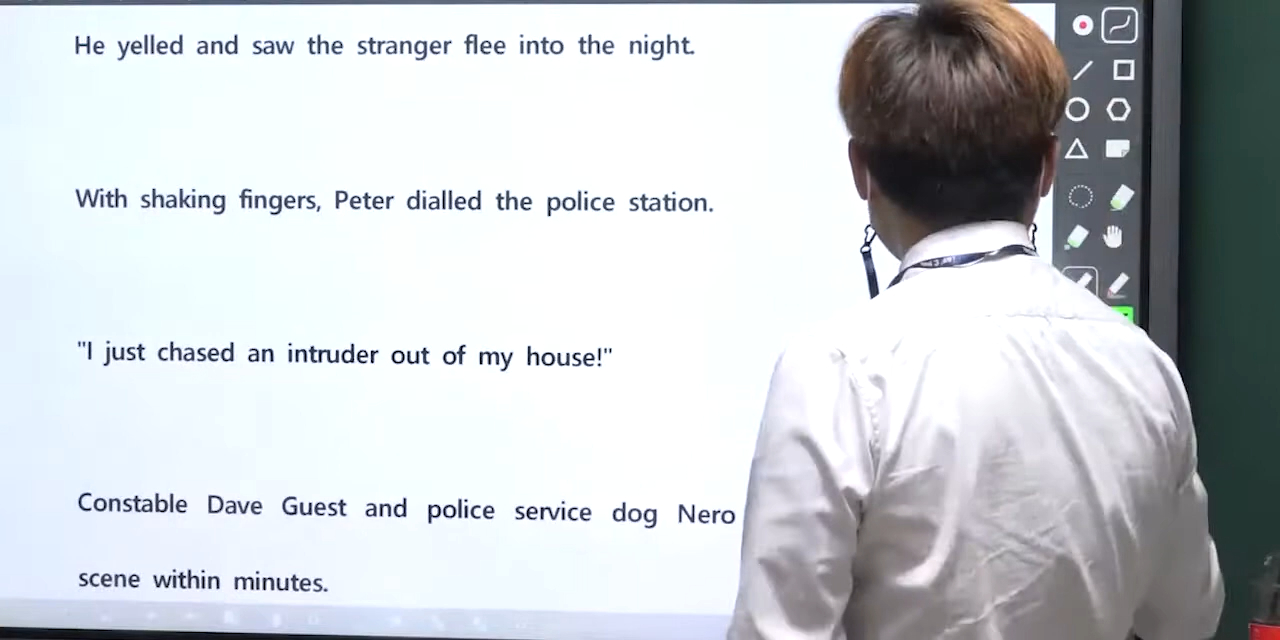 He yelled and saw the stranger flee into the night.
With shaking fingers, Peter dialled the police station.
"I just chased an intruder out of my house!"
Constable Dave Guest and police service dog Nero
scene within minutes.